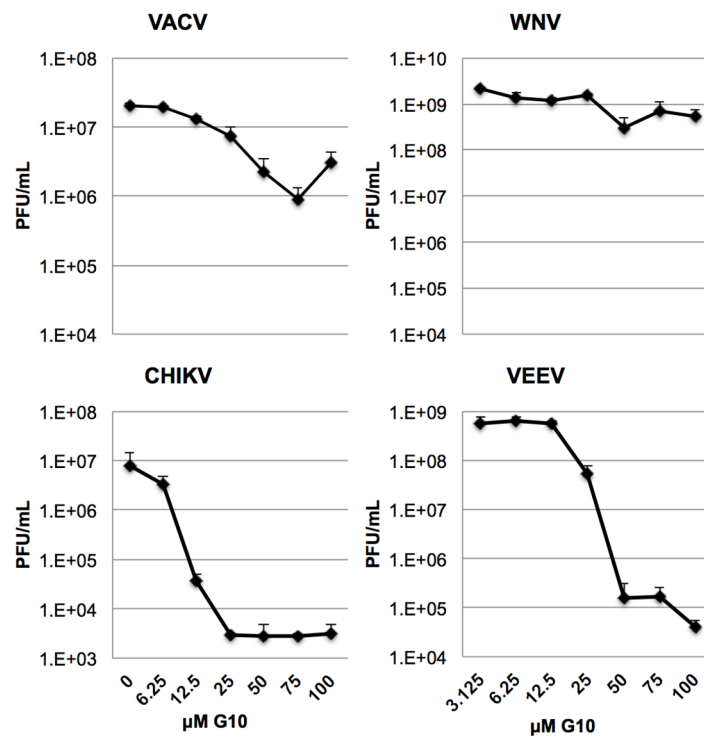 VACV
1.E+08
1.E+07
1.E+06
1.E+05
1.E+04
PFU/mL
WNV
1.E+10
1.E+09
1.E+08
1.E+07
1.E+06
1.E+05
1.E+04
PFU/mL
CHIKV
1.E+08
1.E+07
1.E+06
1.E+05
1.E+04
1.E+03
PFU/mL
0 6.25 12.5 25 50 75 100
µM G10
VEEV
1.E+09
1.E+08
1.E+07
1.E+06
1.E+05
1.E+04
PFU/mL
3.125 6.25 12.5 25 50 75 100
µM G10